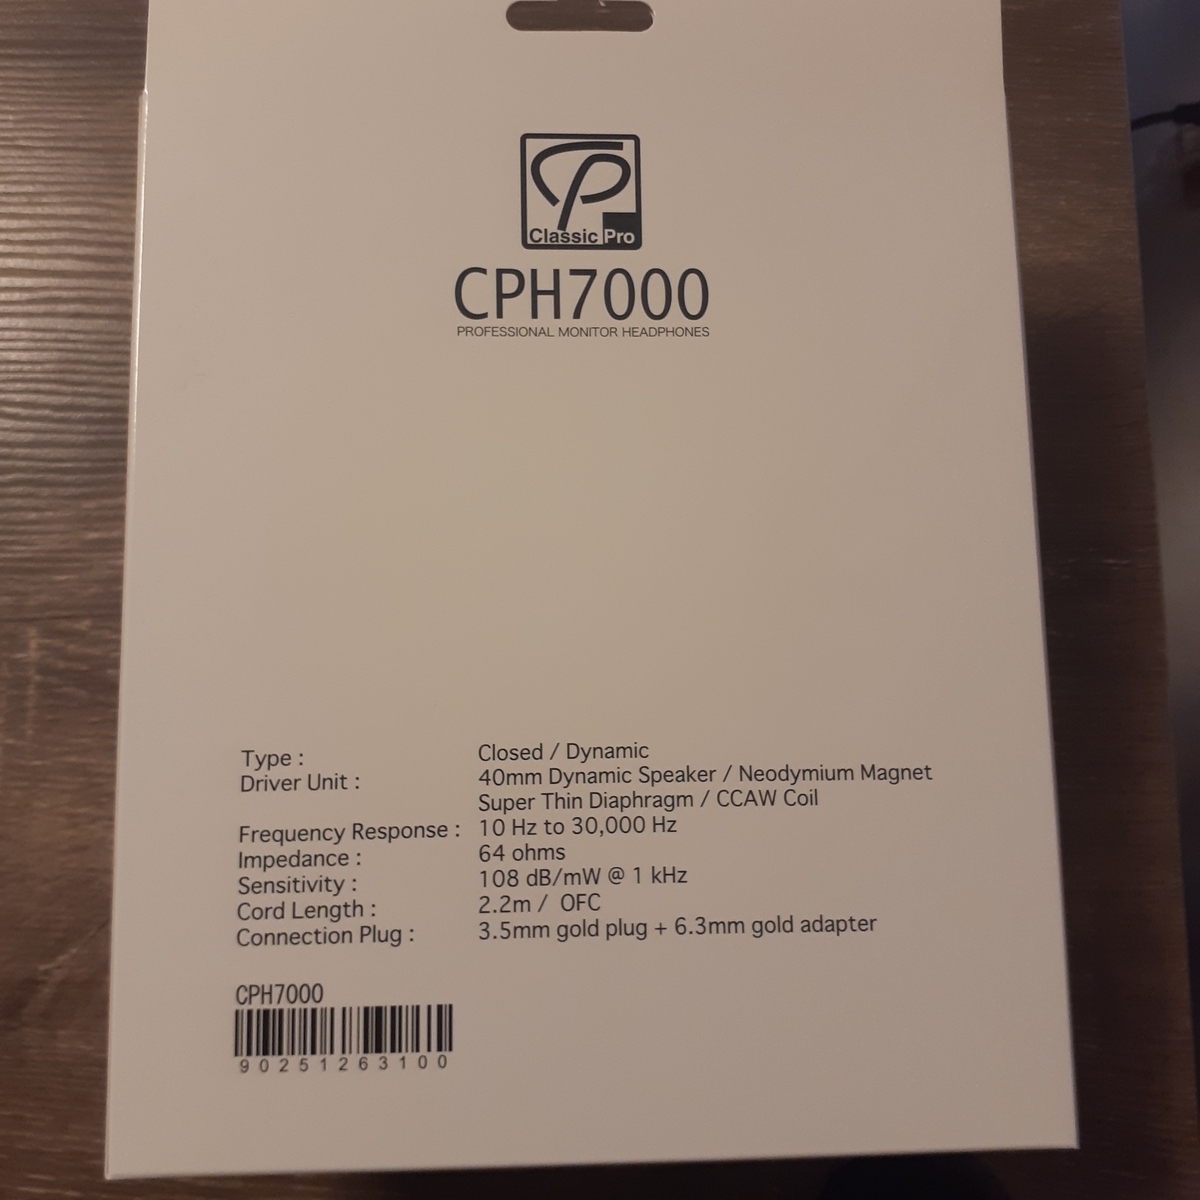 Classic Pro
CPH7000
PROFESSIONAL MONITOR HEADPHONES
Type : Closed / Dynamic
Driver Unit : 40mm Dynamic Speaker / Neodymium Magnet
Super Thin Diaphragm / CCAW Coil
Frequency Response : 10 Hz to 30,000 Hz
Impedance : 64 ohms
Sensitivity : 108 dB/mW @ 1 kHz
Cord Length : 2.2m / OFC
Connection Plug : 3.5mm gold plug + 6.3mm gold adapter
CPH7000
90251263100